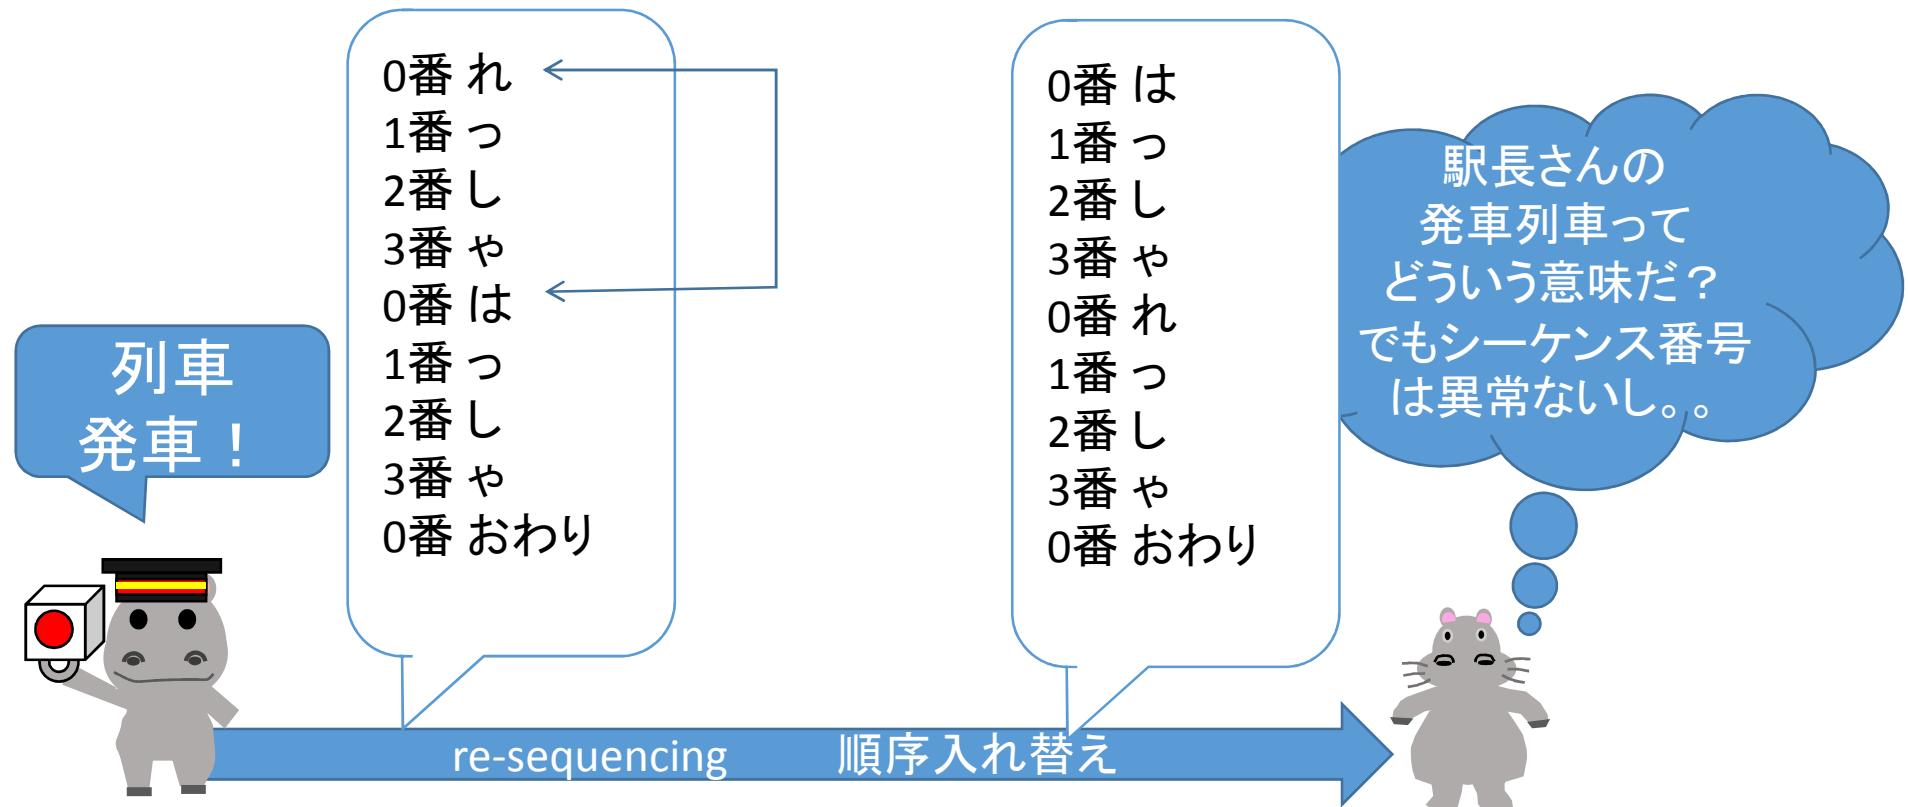 列車
発車！
0番 れ
1番 っ
2番 し
3番 ゃ
0番 は
1番 っ
2番 し
3番 ゃ
0番 おわり
0番 は
1番 っ
2番 し
3番 ゃ
0番 れ
1番 っ
2番 し
3番 ゃ
0番 おわり
駅長さんの
発車列車って
どういう意味だ？
でもシーケンス番号
は異常ないし。。
re-sequencing 順序入れ替え